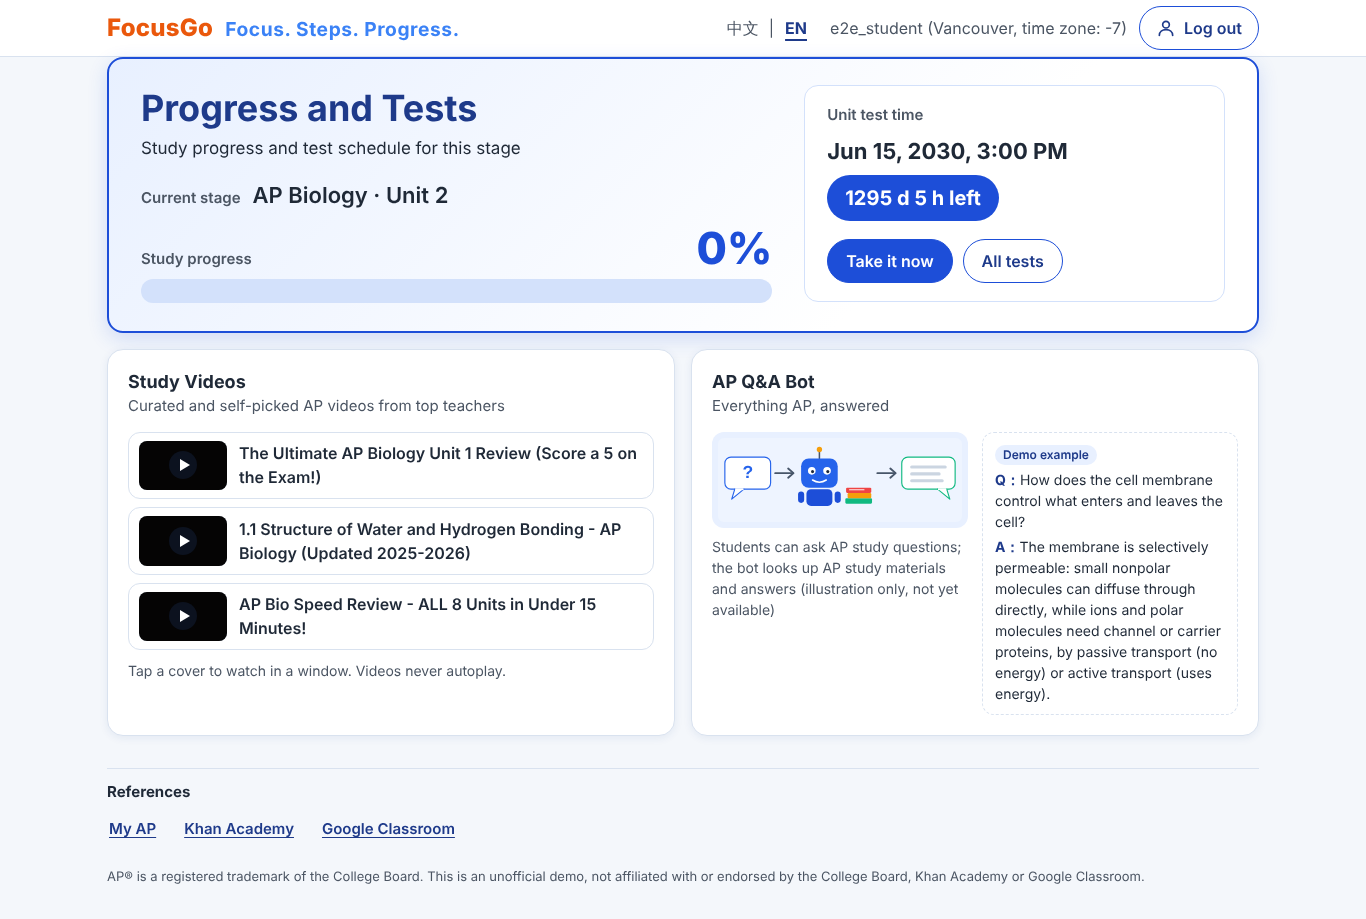 FocusGo Focus. Steps. Progress.
中文 | EN e2e_student (Vancouver, time zone: -7) Log out
Progress and Tests
Study progress and test schedule for this stage
Current stage AP Biology · Unit 2
Study progress 0%
Unit test time
Jun 15, 2030, 3:00 PM
1295 d 5 h left
Take it now All tests
Study Videos
Curated and self-picked AP videos from top teachers
The Ultimate AP Biology Unit 1 Review (Score a 5 on
the Exam!)
1.1 Structure of Water and Hydrogen Bonding - AP
Biology (Updated 2025-2026)
AP Bio Speed Review - ALL 8 Units in Under 15
Minutes!
Tap a cover to watch in a window. Videos never autoplay.
AP Q&A Bot
Everything AP, answered
?
Students can ask AP study questions;
the bot looks up AP study materials
and answers (illustration only, not yet
available)
Demo example
Q：How does the cell membrane
control what enters and leaves the
cell?
A：The membrane is selectively
permeable: small nonpolar
molecules can diffuse through
directly, while ions and polar
molecules need channel or carrier
proteins, by passive transport (no
energy) or active transport (uses
energy).
References
My AP Khan Academy Google Classroom
AP® is a registered trademark of the College Board. This is an unofficial demo, not affiliated with or endorsed by the College Board, Khan Academy or Google Classroom.